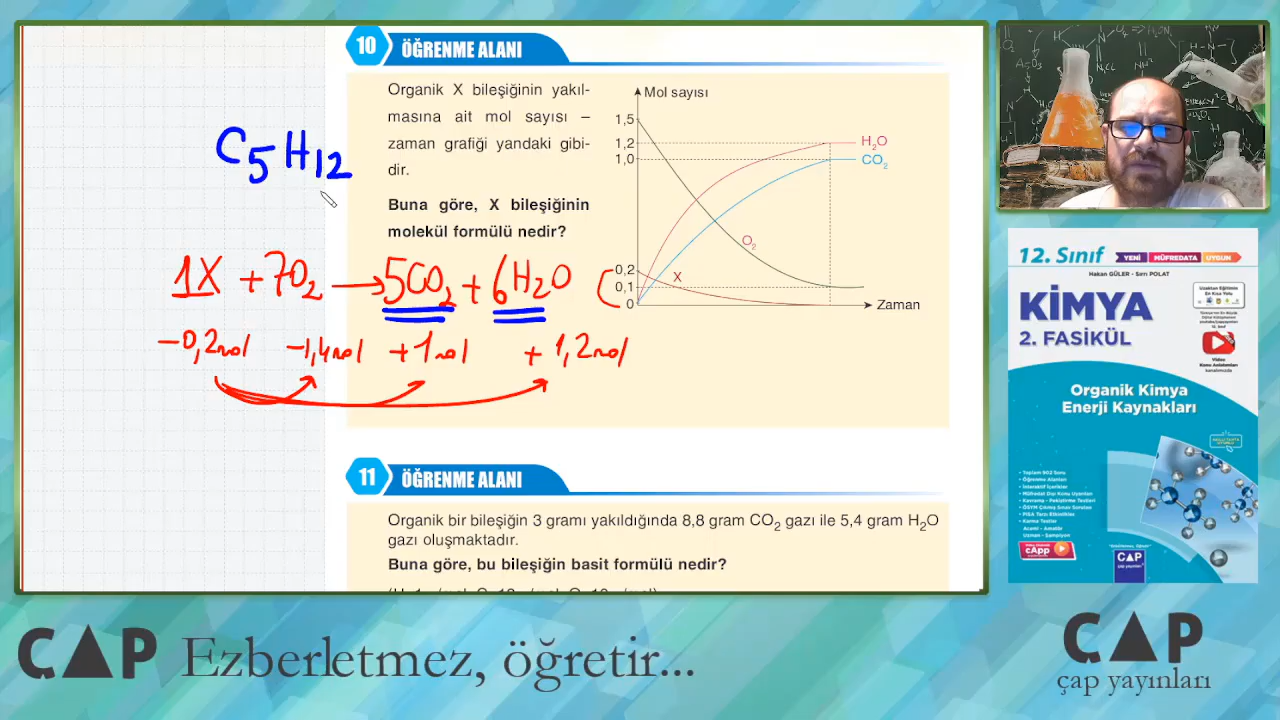 10 ÖĞRENME ALANI
Organik X bileşiğinin yakıl-
masına ait mol sayısı –
zaman grafiği yandaki gibi-
dir.
Buna göre, X bileşiğinin
molekül formülü nedir?
Mol sayısı
1,5
1,2
1,0
0,2
0,1
0
H₂O
CO₂
O₂
X
Zaman
C₅H₁₂
1X + 7O₂ → 5CO₂ + 6H₂O
-0,2mol -1,4mol +1mol +1,2mol
11 ÖĞRENME ALANI
Organik bir bileşiğin 3 gramı yakıldığında 8,8 gram CO₂ gazı ile 5,4 gram H₂O
gazı oluşmaktadır.
Buna göre, bu bileşiğin basit formülü nedir?
12. Sınıf
YENİ MÜFREDATA UYGUN
Hakan GÜLER - Sırrı POLAT
KİMYA
2. FASİKÜL
Video
Organik Kimya
Enerji Kaynakları
cApp
ÇAP
ÇAP Ezberletmez, öğretir...
ÇAP
çap yayınları